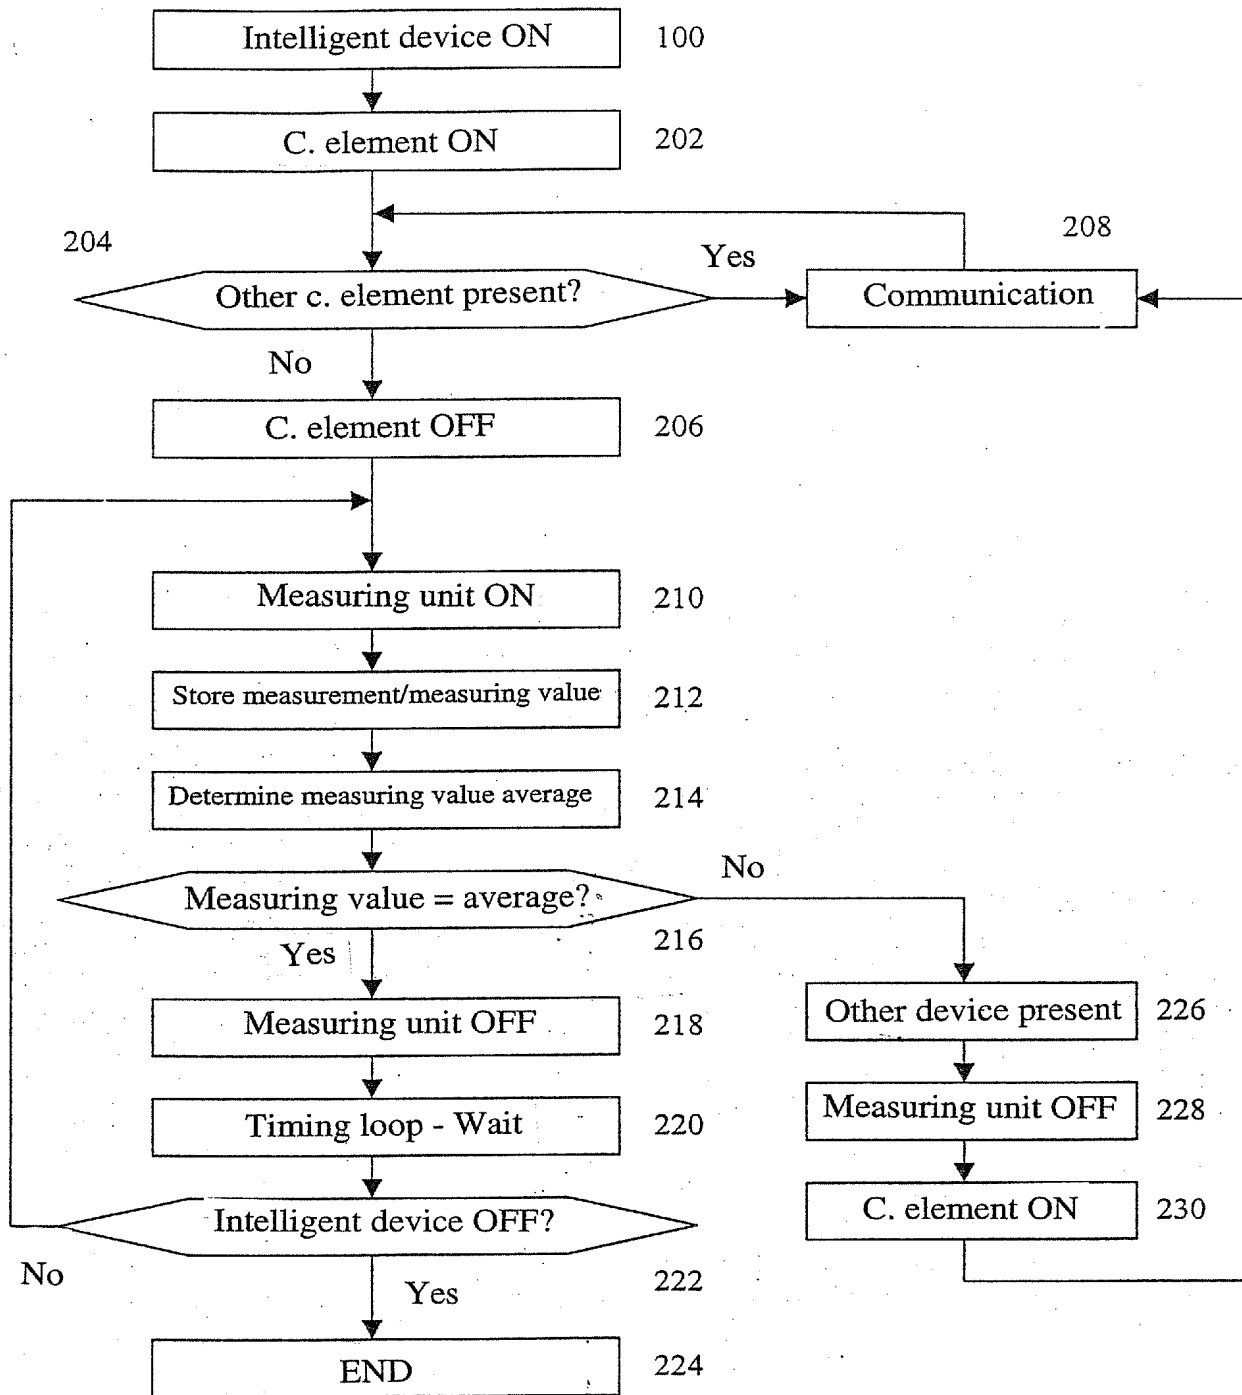 Intelligent device ON 100
C. element ON 202
204
208
Yes
Other c. element present?
Communication
No
C. element OFF 206
Measuring unit ON 210
Store measurement/measuring value 212
Determine measuring value average 214
No
Measuring value = average?
216
Yes
Measuring unit OFF 218
Other device present 226
Timing loop - Wait 220
Measuring unit OFF 228
Intelligent device OFF?
C. element ON 230
No
Yes
222
END 224